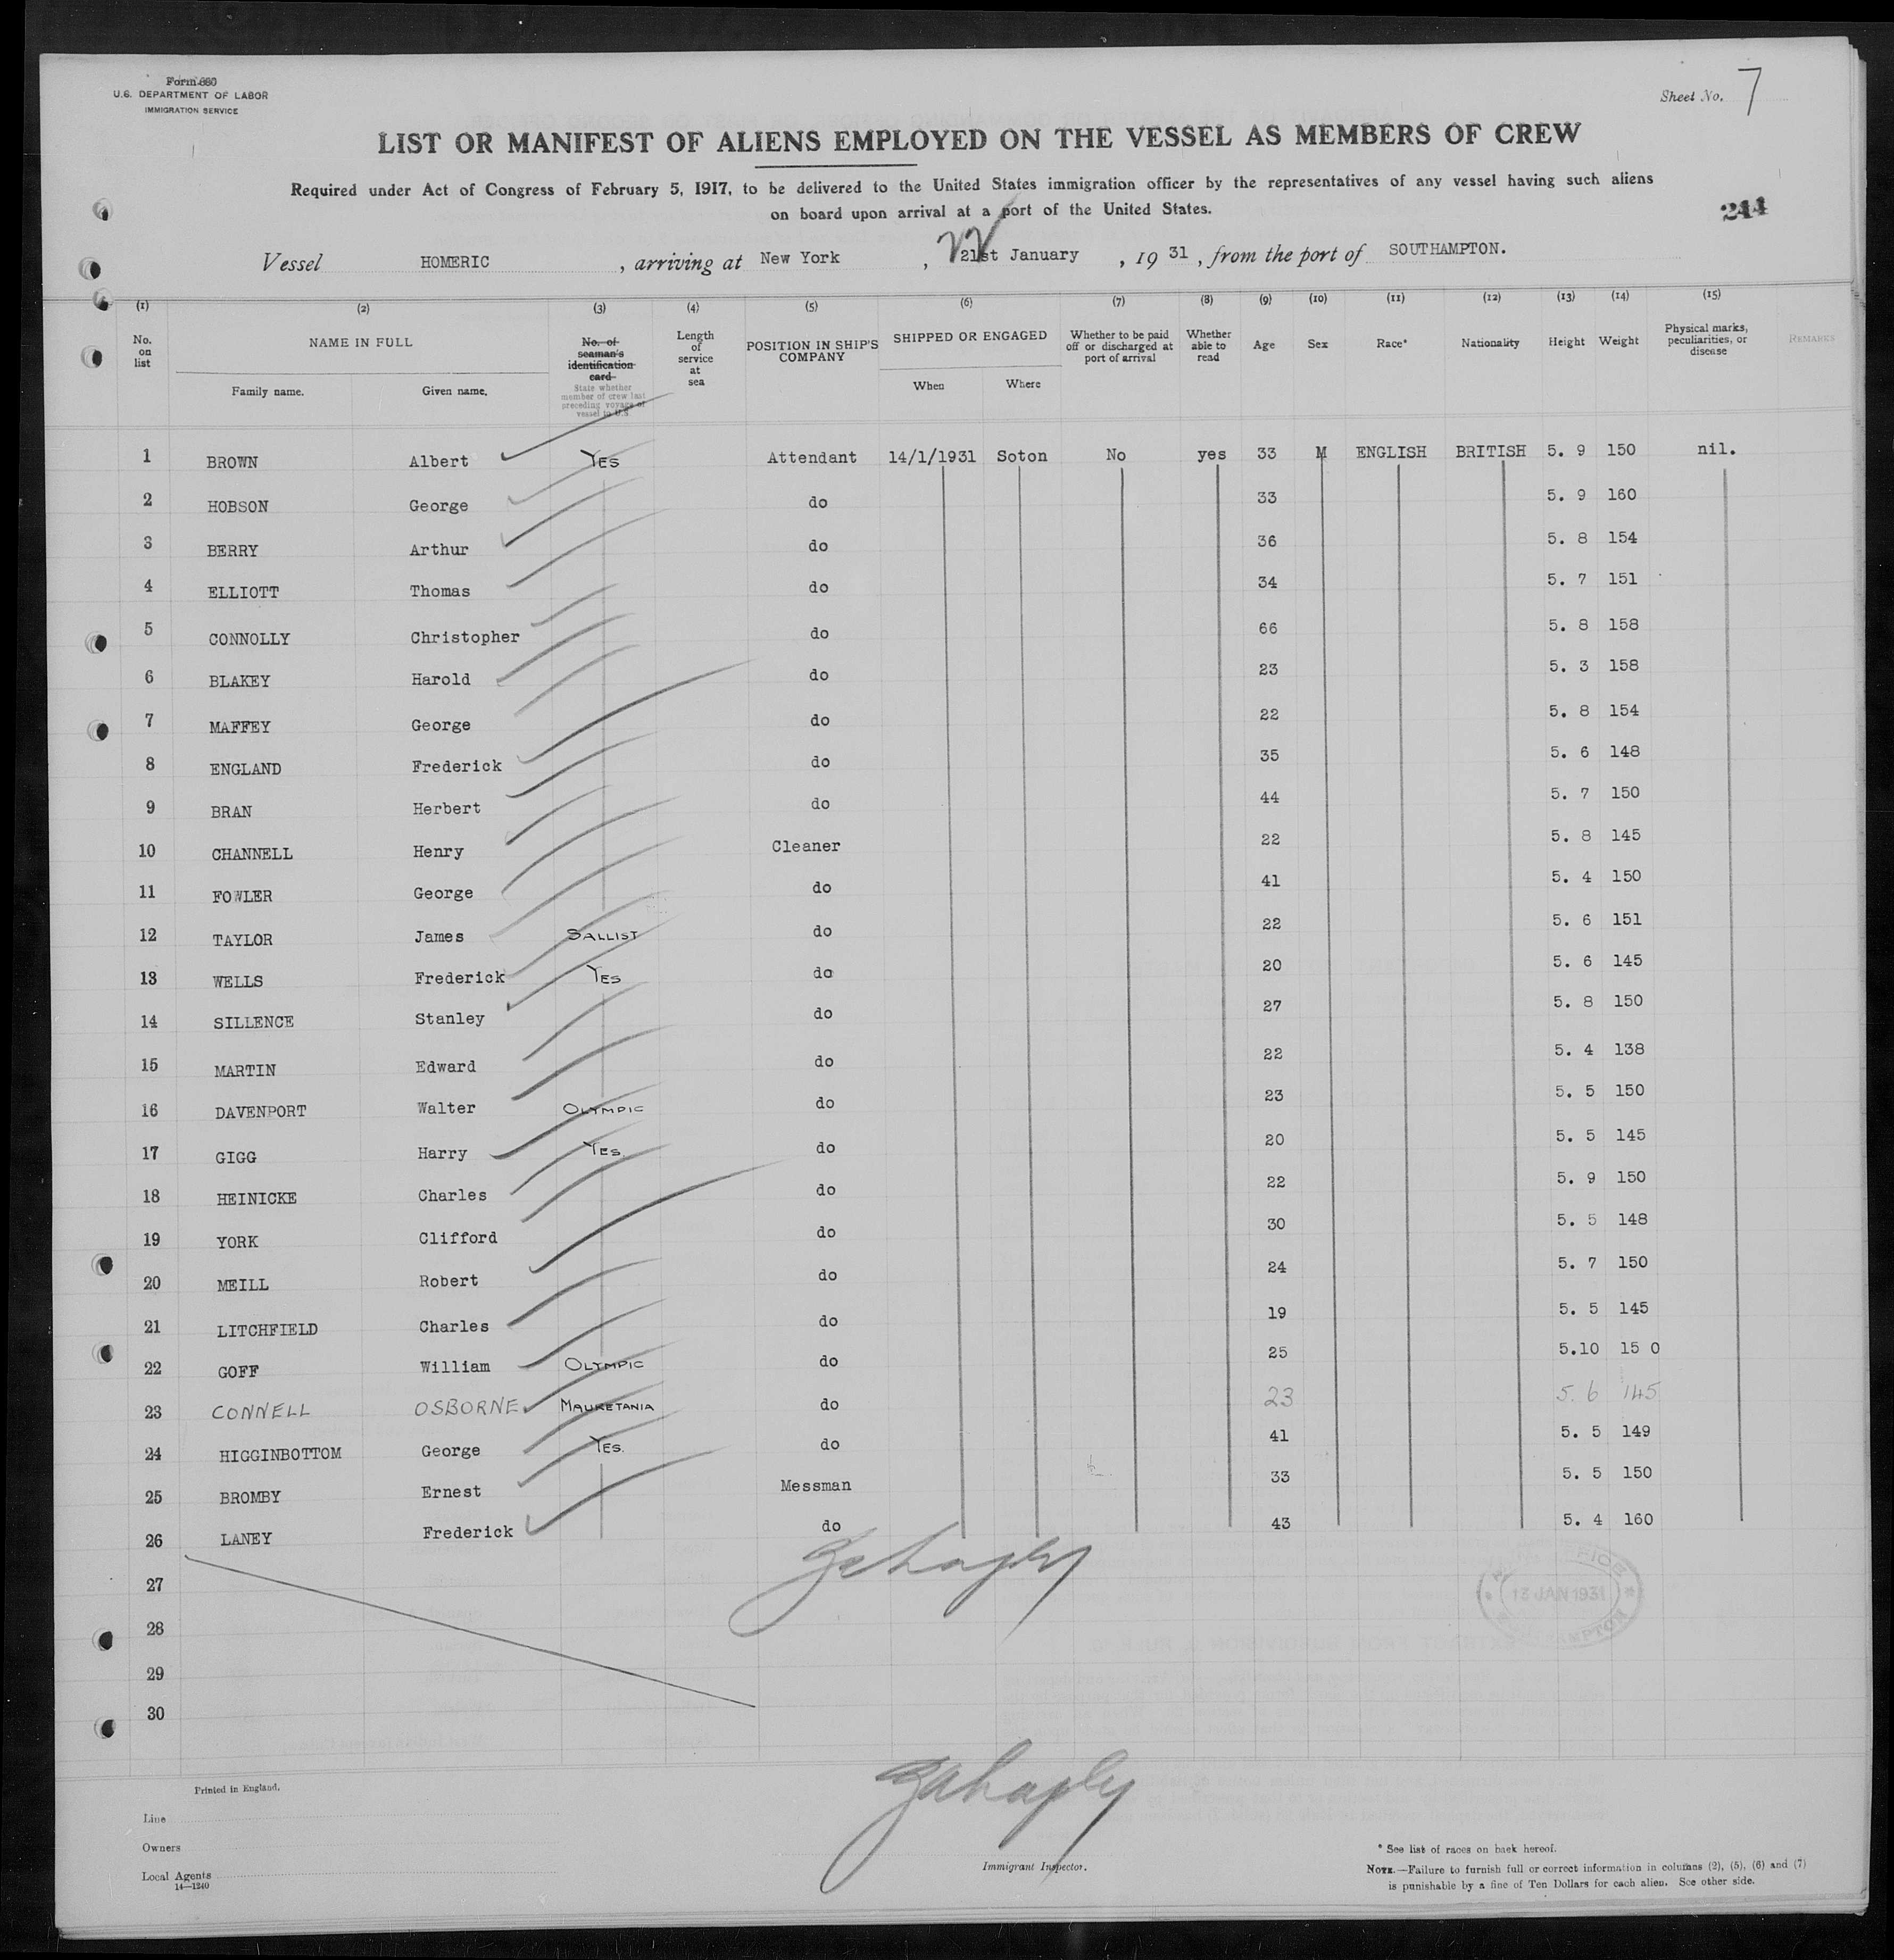 Form 680
U.S. DEPARTMENT OF LABOR
IMMIGRATION SERVICE
Sheet No. 7
LIST OR MANIFEST OF ALIENS EMPLOYED ON THE VESSEL AS MEMBERS OF CREW
Required under Act of Congress of February 5, 1917, to be delivered to the United States immigration officer by the representatives of any vessel having such aliens
on board upon arrival at a port of the United States.
244
Vessel HOMERIC , arriving at New York , 21st January , 19 31 , from the port of SOUTHAMPTON.
(1) (2) (3) (4) (5) (6) (7) (8) (9) (10) (11) (12) (13) (14) (15)
No. on list NAME IN FULL Family name. Given name. No. of seaman's identification card State whether member of crew last preceding voyage of vessel to U.S. Length of service at sea POSITION IN SHIP'S COMPANY SHIPPED OR ENGAGED When Where Whether to be paid off or discharged at port of arrival Whether able to read Age Sex Race* Nationality Height Weight Physical marks, peculiarities, or disease REMARKS
1 BROWN Albert YES Attendant 14/1/1931 Soton No yes 33 M ENGLISH BRITISH 5. 9 150 nil.
2 HOBSON George do 33 5. 9 160
3 BERRY Arthur do 36 5. 8 154
4 ELLIOTT Thomas do 34 5. 7 151
5 CONNOLLY Christopher do 66 5. 8 158
6 BLAKEY Harold do 23 5. 3 158
7 MAFFEY George do 22 5. 8 154
8 ENGLAND Frederick do 35 5. 6 148
9 BRAN Herbert do 44 5. 7 150
10 CHANNELL Henry Cleaner 22 5. 8 145
11 FOWLER George do 41 5. 4 150
12 TAYLOR James SALLIST do 22 5. 6 151
13 WELLS Frederick YES do 20 5. 6 145
14 SILLENCE Stanley do 27 5. 8 150
15 MARTIN Edward do 22 5. 4 138
16 DAVENPORT Walter OLYMPIC do 23 5. 5 150
17 GIGG Harry YES. do 20 5. 5 145
18 HEINICKE Charles do 22 5. 9 150
19 YORK Clifford do 30 5. 5 148
20 MEILL Robert do 24 5. 7 150
21 LITCHFIELD Charles do 19 5. 5 145
22 GOFF William OLYMPIC do 25 5.10 15 0
23 CONNELL OSBORNE MAURETANIA do 23 5. 6 145
24 HIGGINBOTTOM George YES. do 41 5. 5 149
25 BROMBY Ernest Messman 33 5. 5 150
26 LANEY Frederick do 43 5. 4 160
27
28
29
30
13 JAN 1931
Printed in England.
Line
Owners
Local Agents
14—1240
Immigrant Inspector.
* See list of races on back hereof.
NOTE.—Failure to furnish full or correct information in columns (2), (5), (6) and (7)
is punishable by a fine of Ten Dollars for each alien. See other side.